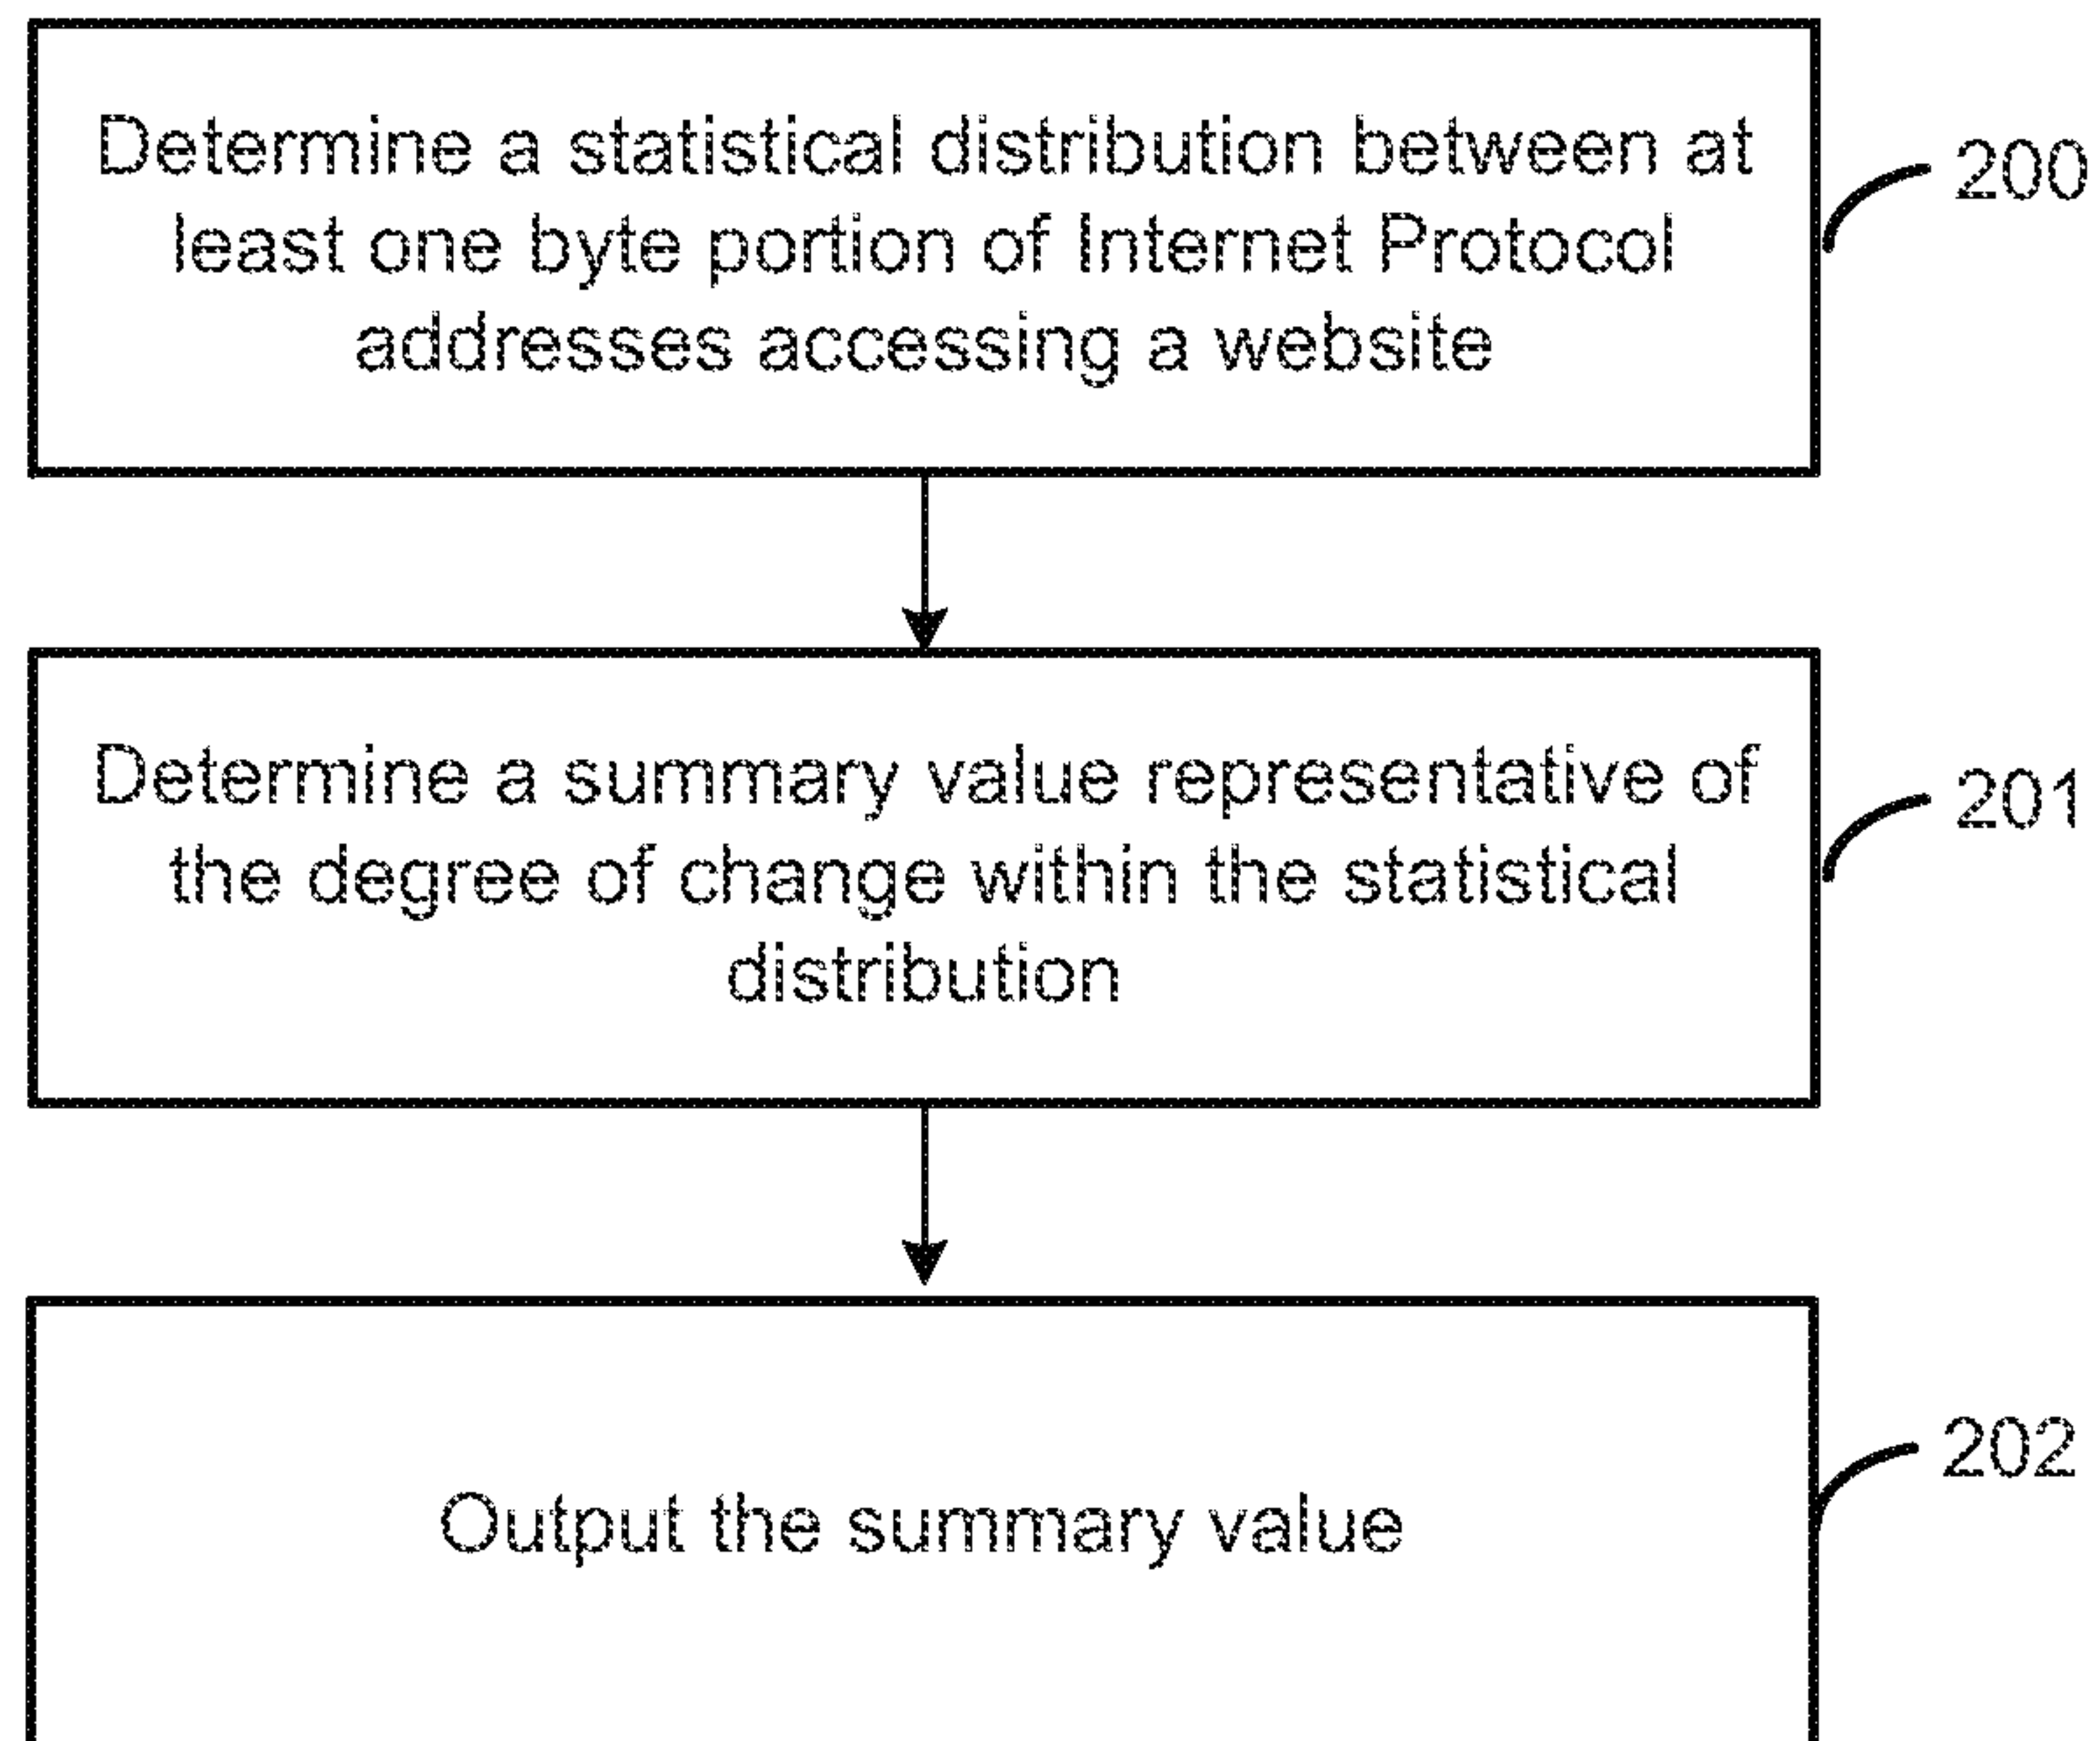 Determine a statistical distribution between at
least one byte portion of Internet Protocol
addresses accessing a website
200
Determine a summary value representative of
the degree of change within the statistical
distribution
201
Output the summary value
202